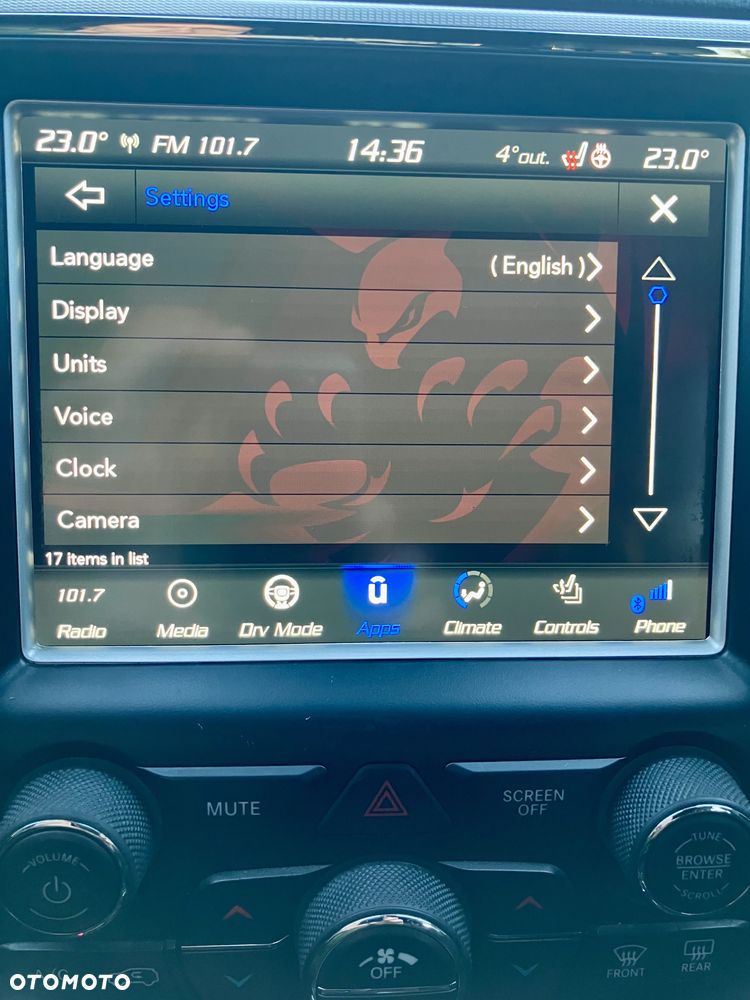 23.0° FM 101.7 14:36 4°out. 23.0°
Settings
Language (English)
Display
Units
Voice
Clock
Camera
17 items in list
101.7
Radio Media Drv Mode Apps Climate Controls Phone
MUTE
SCREEN
OFF
VOLUME
TUNE
BROWSE
ENTER
SCROLL
OFF
FRONT
REAR
A/C
OTOMOTO